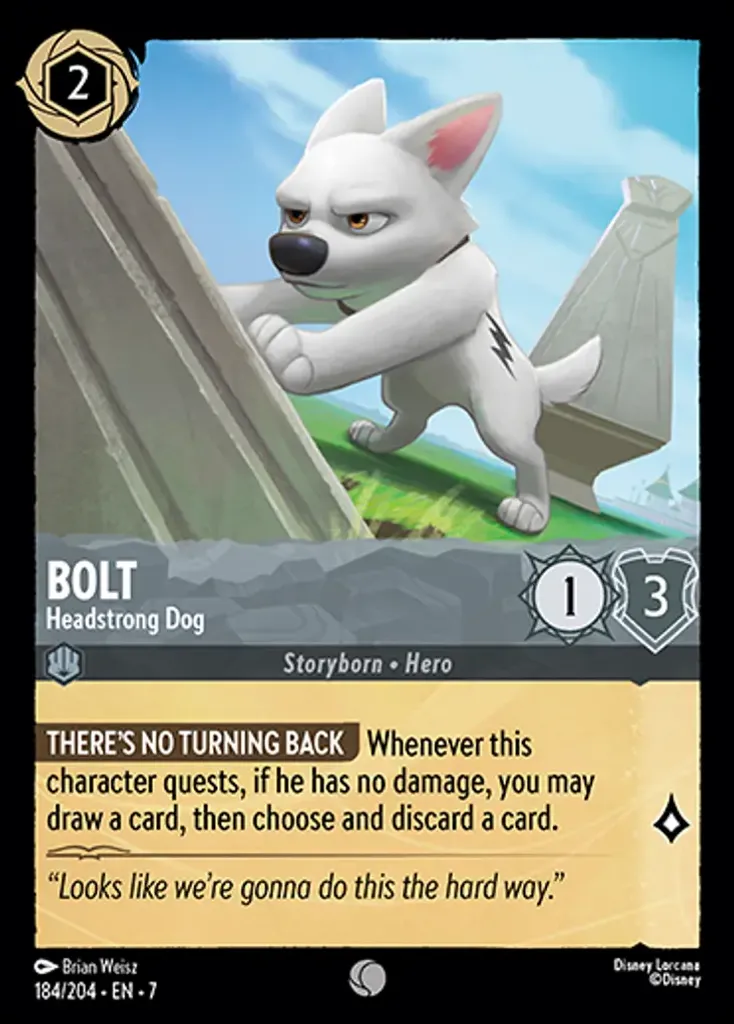 2
BOLT
Headstrong Dog
1
3
Storyborn • Hero
THERE'S NO TURNING BACK Whenever this
character quests, if he has no damage, you may
draw a card, then choose and discard a card.
“Looks like we're gonna do this the hard way.”
Brian Weisz
184/204 • EN • 7
Disney Lorcana
©Disney